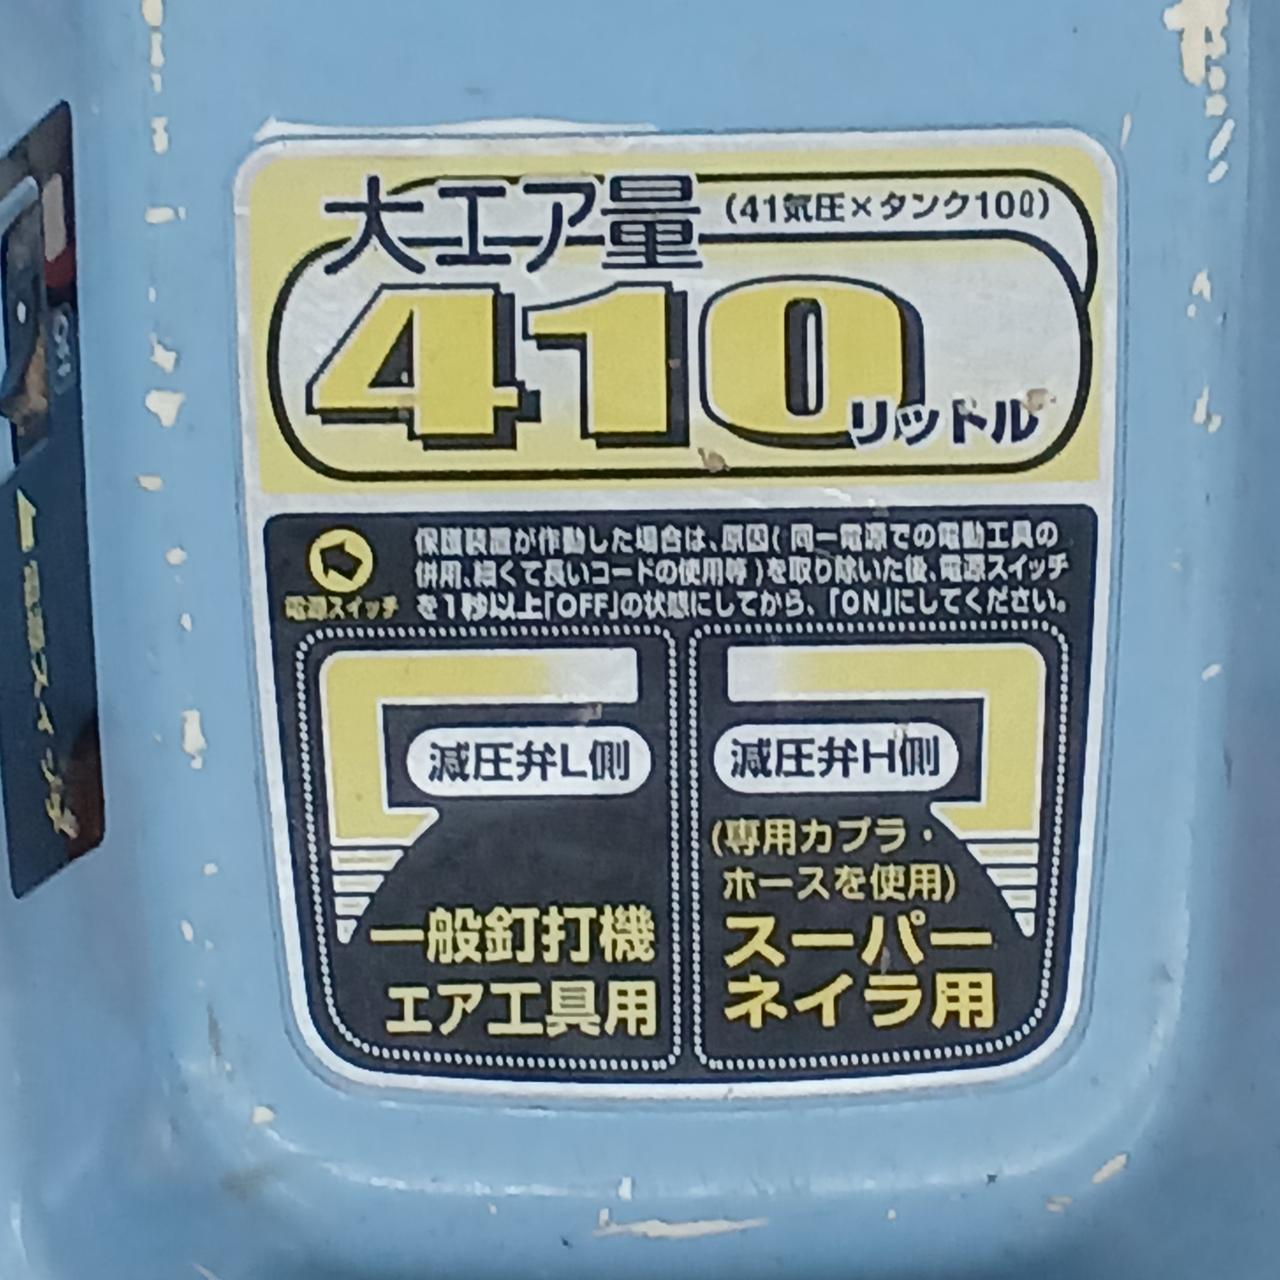 大エア量 (41気圧×タンク10ℓ)
410リットル
保護装置が作動した場合は、原因( 同一電源での電動工具の
併用、細くて長いコードの使用等 )を取り除いた後、電源スイッチ
を1秒以上「OFF」の状態にしてから、「ON」にしてください。
電源スイッチ
減圧弁L側
一般釘打機
エア工具用
減圧弁H側
(専用カプラ・
ホースを使用)
スーパー
ネイラ用